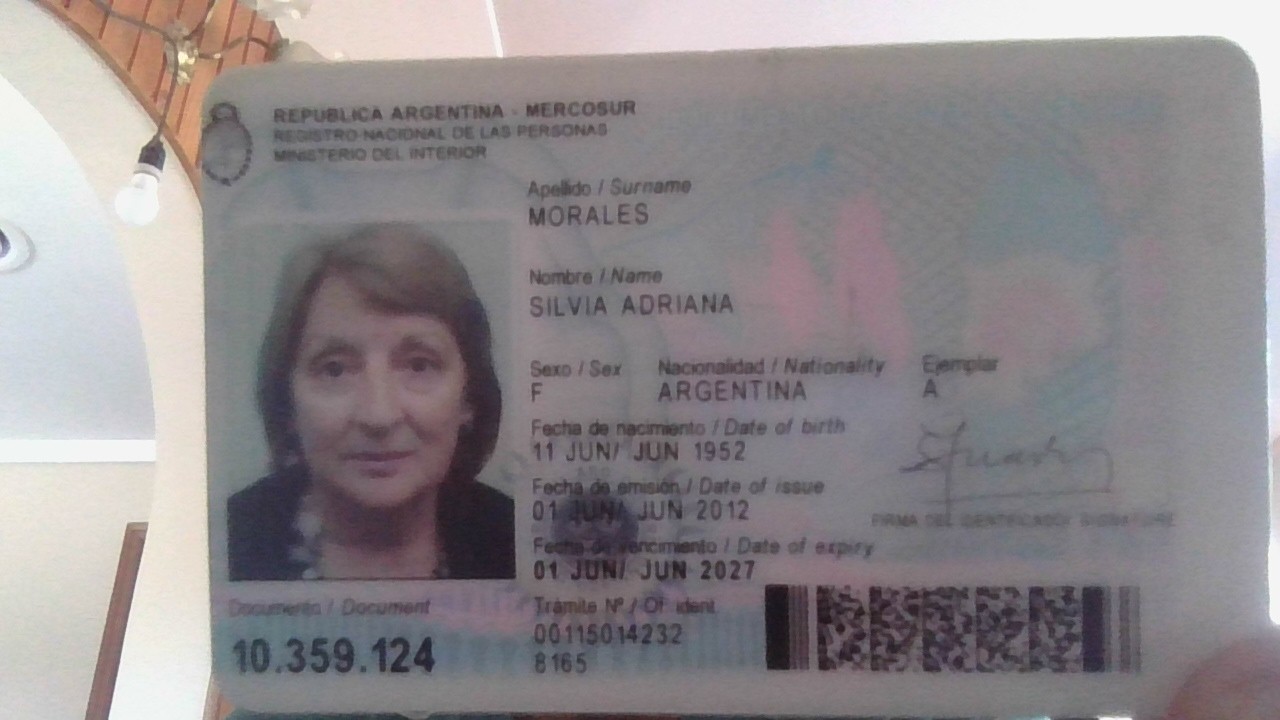 REPUBLICA ARGENTINA - MERCOSUR
REGISTRO NACIONAL DE LAS PERSONAS
MINISTERIO DEL INTERIOR
Apellido / Surname
MORALES
Nombre / Name
SILVIA ADRIANA
Sexo / Sex Nacionalidad / Nationality Ejemplar
F ARGENTINA A
Fecha de nacimiento / Date of birth
11 JUN/ JUN 1952
Fecha de emisión / Date of issue
01 JUN/ JUN 2012
FIRMA DEL IDENTIFICADO/ SIGNATURE
Fecha de vencimiento / Date of expiry
01 JUN/ JUN 2027
Documento / Document
10.359.124
Trámite Nº / Of. ident.
00115014232
8165